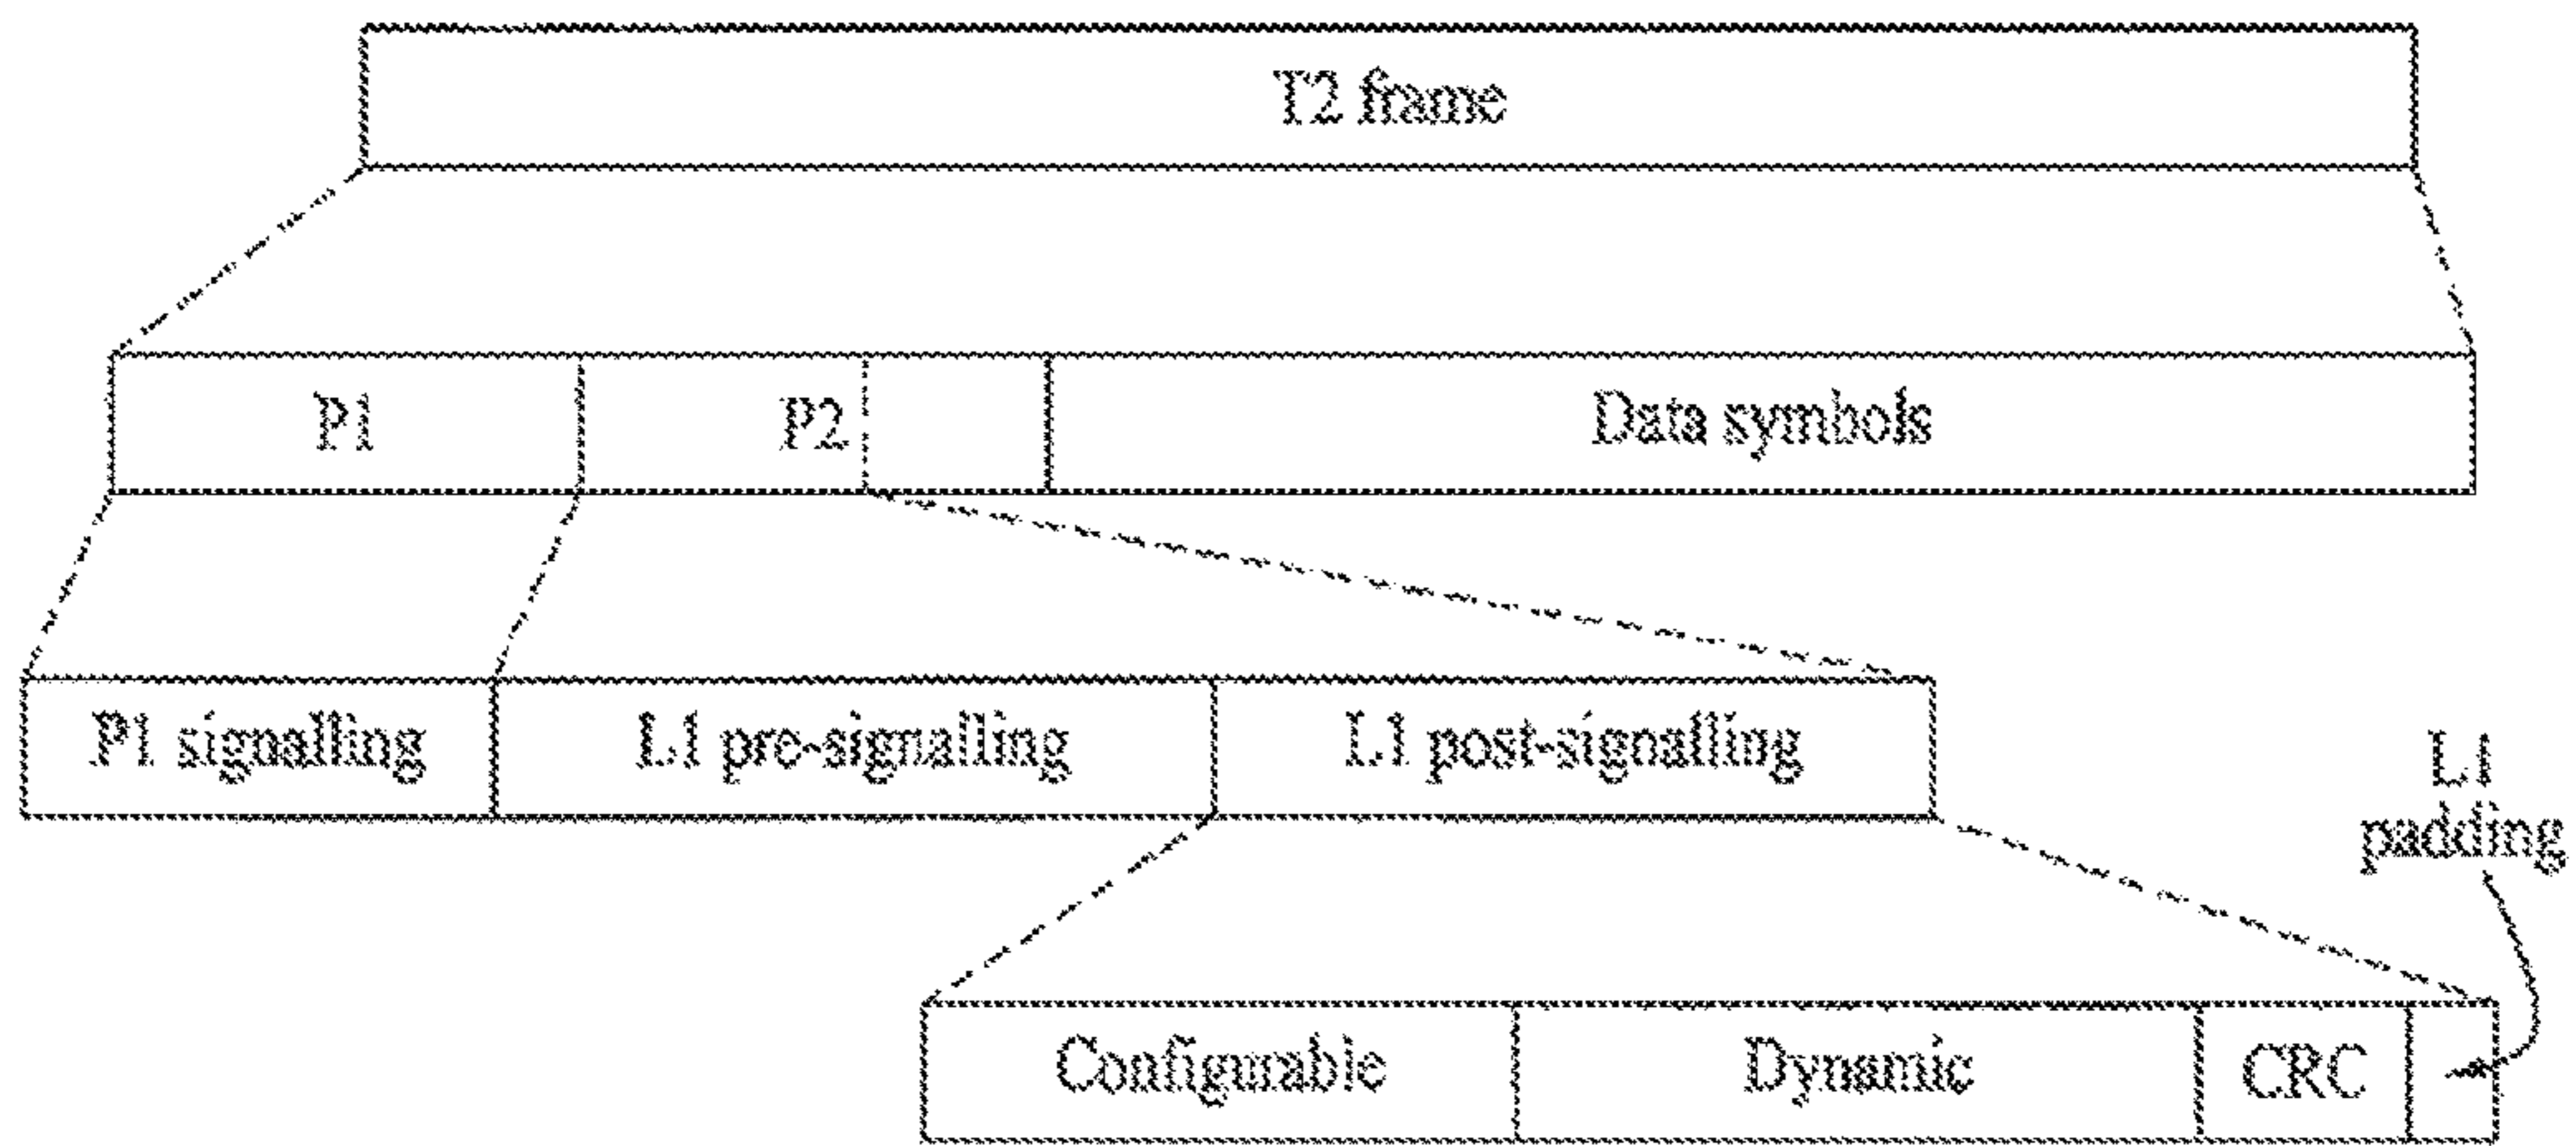 T2 frame
P1
P2
Data symbols
P1 signalling
L1 pre-signalling
L1 post-signalling
L1
padding
Configurable
Dynamic
CRC